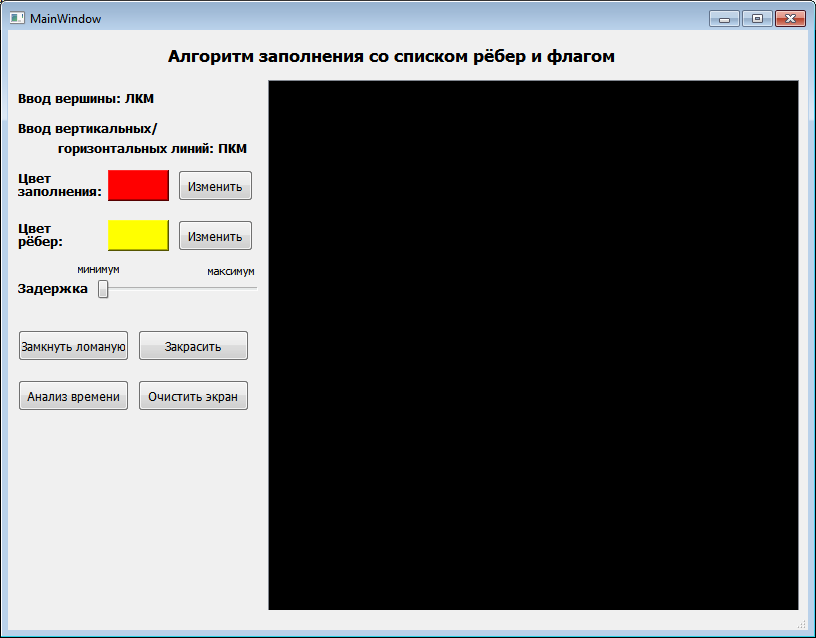 MainWindow
Алгоритм заполнения со списком рёбер и флагом
Ввод вершины: ЛКМ
Ввод вертикальных/
горизонтальных линий: ПКМ
Цвет
заполнения:
Изменить
Цвет
рёбер:
Изменить
минимум
максимум
Задержка
Замкнуть ломаную
Закрасить
Анализ времени
Очистить экран